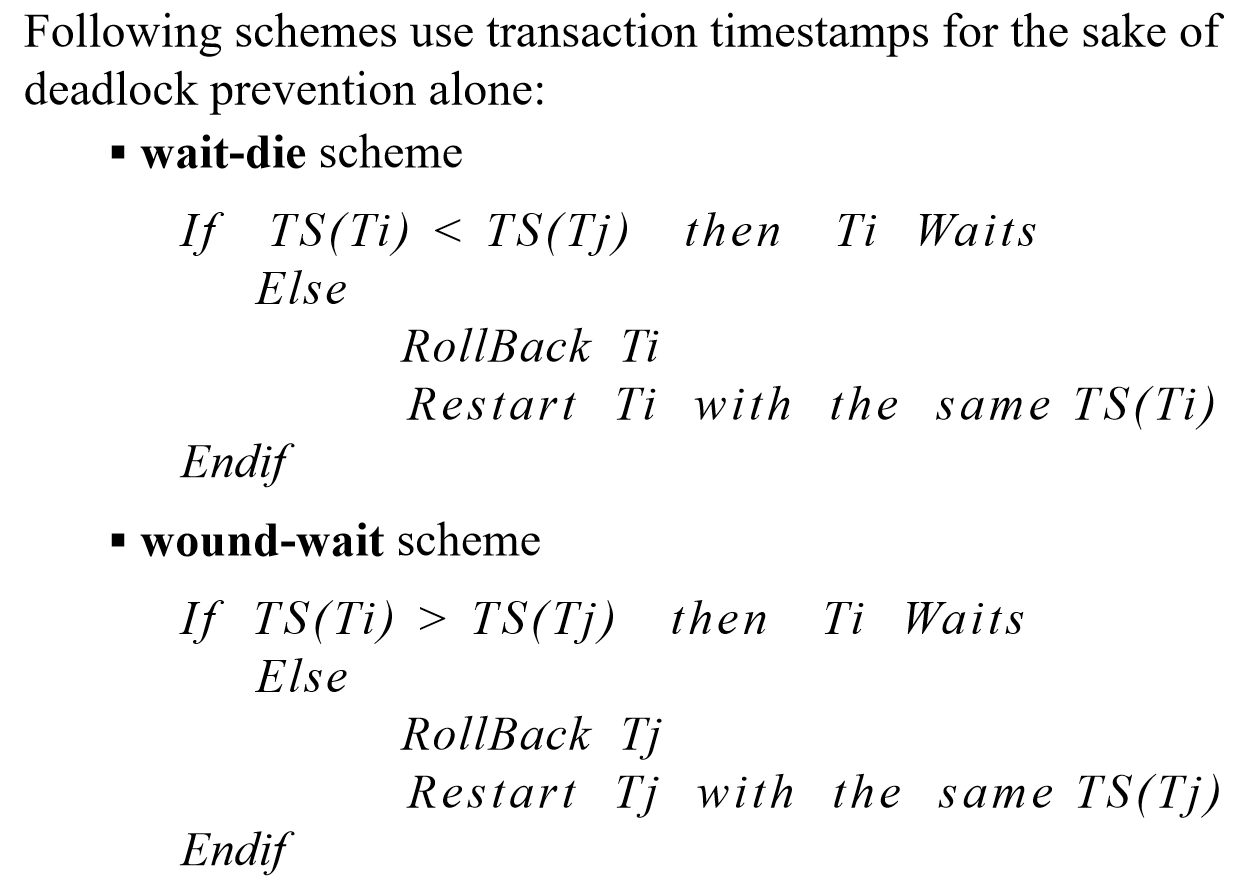 Following schemes use transaction timestamps for the sake of
deadlock prevention alone:
▪ wait-die scheme
If TS(Ti) < TS(Tj) then Ti Waits
Else
RollBack Ti
Restart Ti with the same TS(Ti)
Endif
▪ wound-wait scheme
If TS(Ti) > TS(Tj) then Ti Waits
Else
RollBack Tj
Restart Tj with the same TS(Tj)
Endif